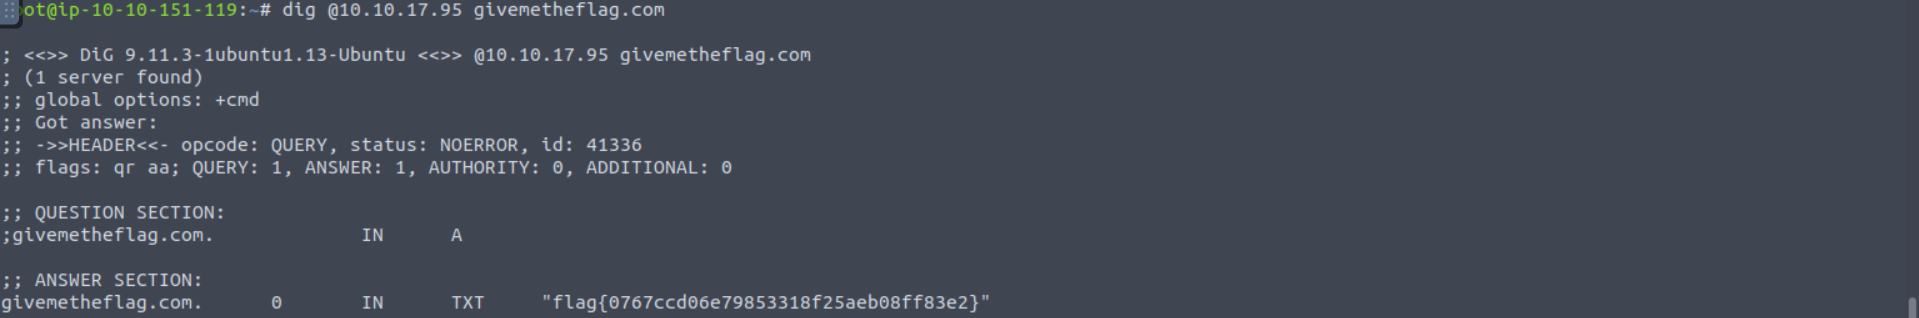 ot@ip-10-10-151-119:~# dig @10.10.17.95 givemetheflag.com
; <<>> DiG 9.11.3-1ubuntu1.13-Ubuntu <<>> @10.10.17.95 givemetheflag.com
; (1 server found)
;; global options: +cmd
;; Got answer:
;; ->>HEADER<<- opcode: QUERY, status: NOERROR, id: 41336
;; flags: qr aa; QUERY: 1, ANSWER: 1, AUTHORITY: 0, ADDITIONAL: 0
;; QUESTION SECTION:
;givemetheflag.com. IN A
;; ANSWER SECTION:
givemetheflag.com. 0 IN TXT "flag{0767ccd06e79853318f25aeb08ff83e2}"